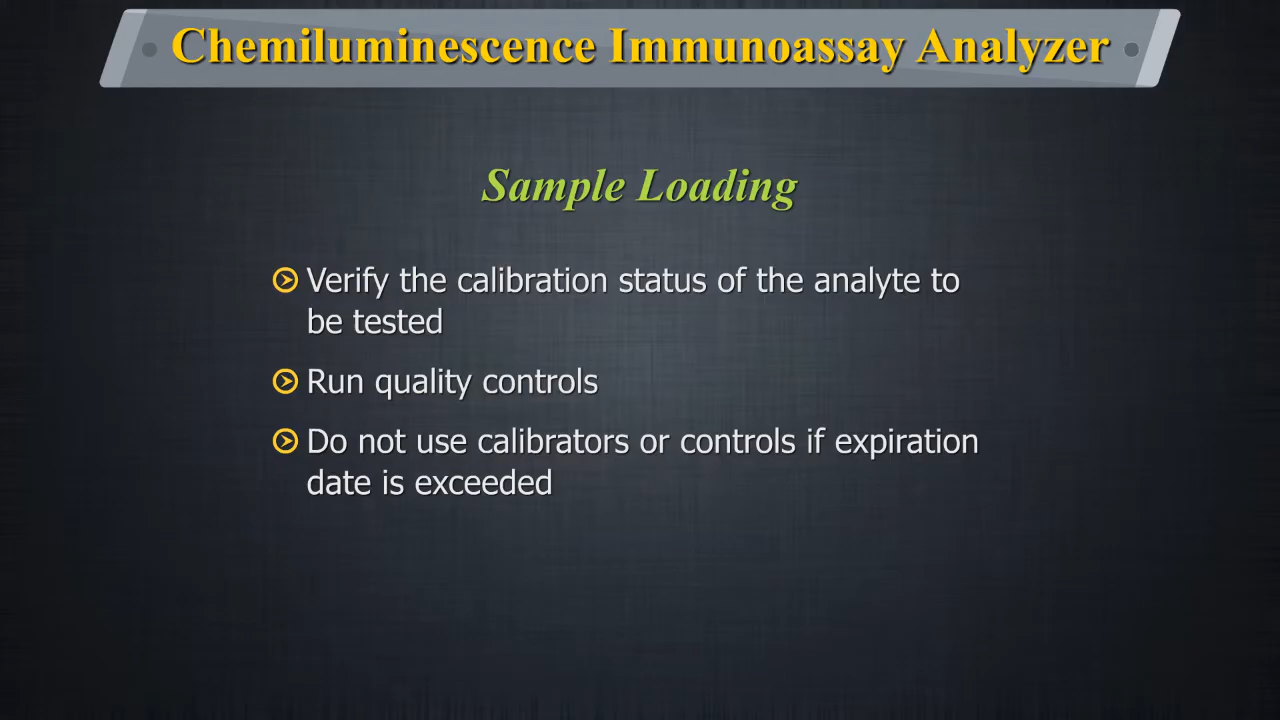 Chemiluminescence Immunoassay Analyzer
Sample Loading
Verify the calibration status of the analyte to
be tested
Run quality controls
Do not use calibrators or controls if expiration
date is exceeded